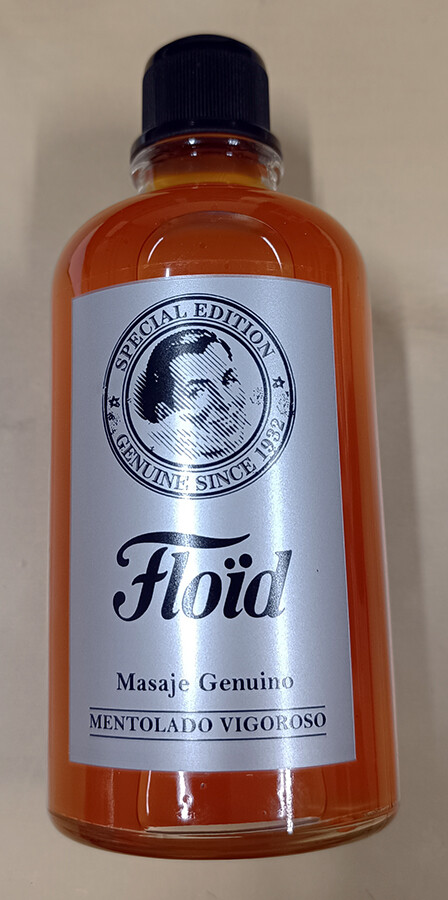 SPECIAL EDITION
GENUINE SINCE 1932
Floïd
Masaje Genuino
MENTOLADO VIGOROSO